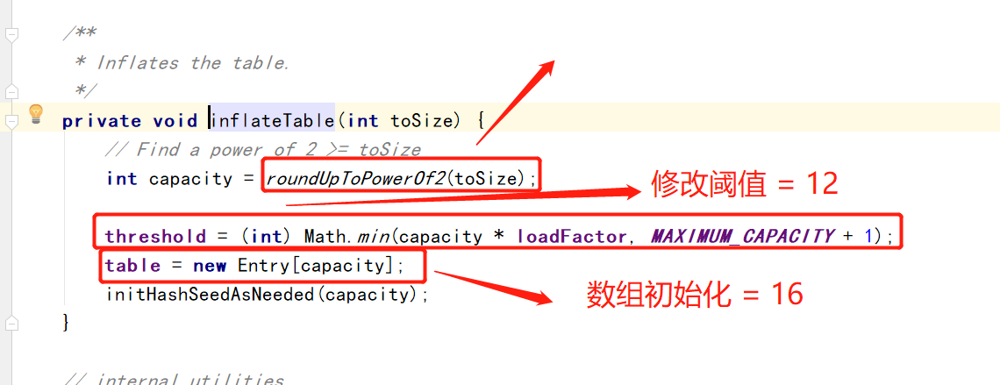 /**
* Inflates the table.
*/
private void inflateTable(int toSize) {
// Find a power of 2 >= toSize
int capacity = roundUpToPowerOf2(toSize);
修改阈值 = 12
threshold = (int) Math.min(capacity * loadFactor, MAXIMUM_CAPACITY + 1);
table = new Entry[capacity];
initHashSeedAsNeeded(capacity);
数组初始化 = 16
}
// internal utilities